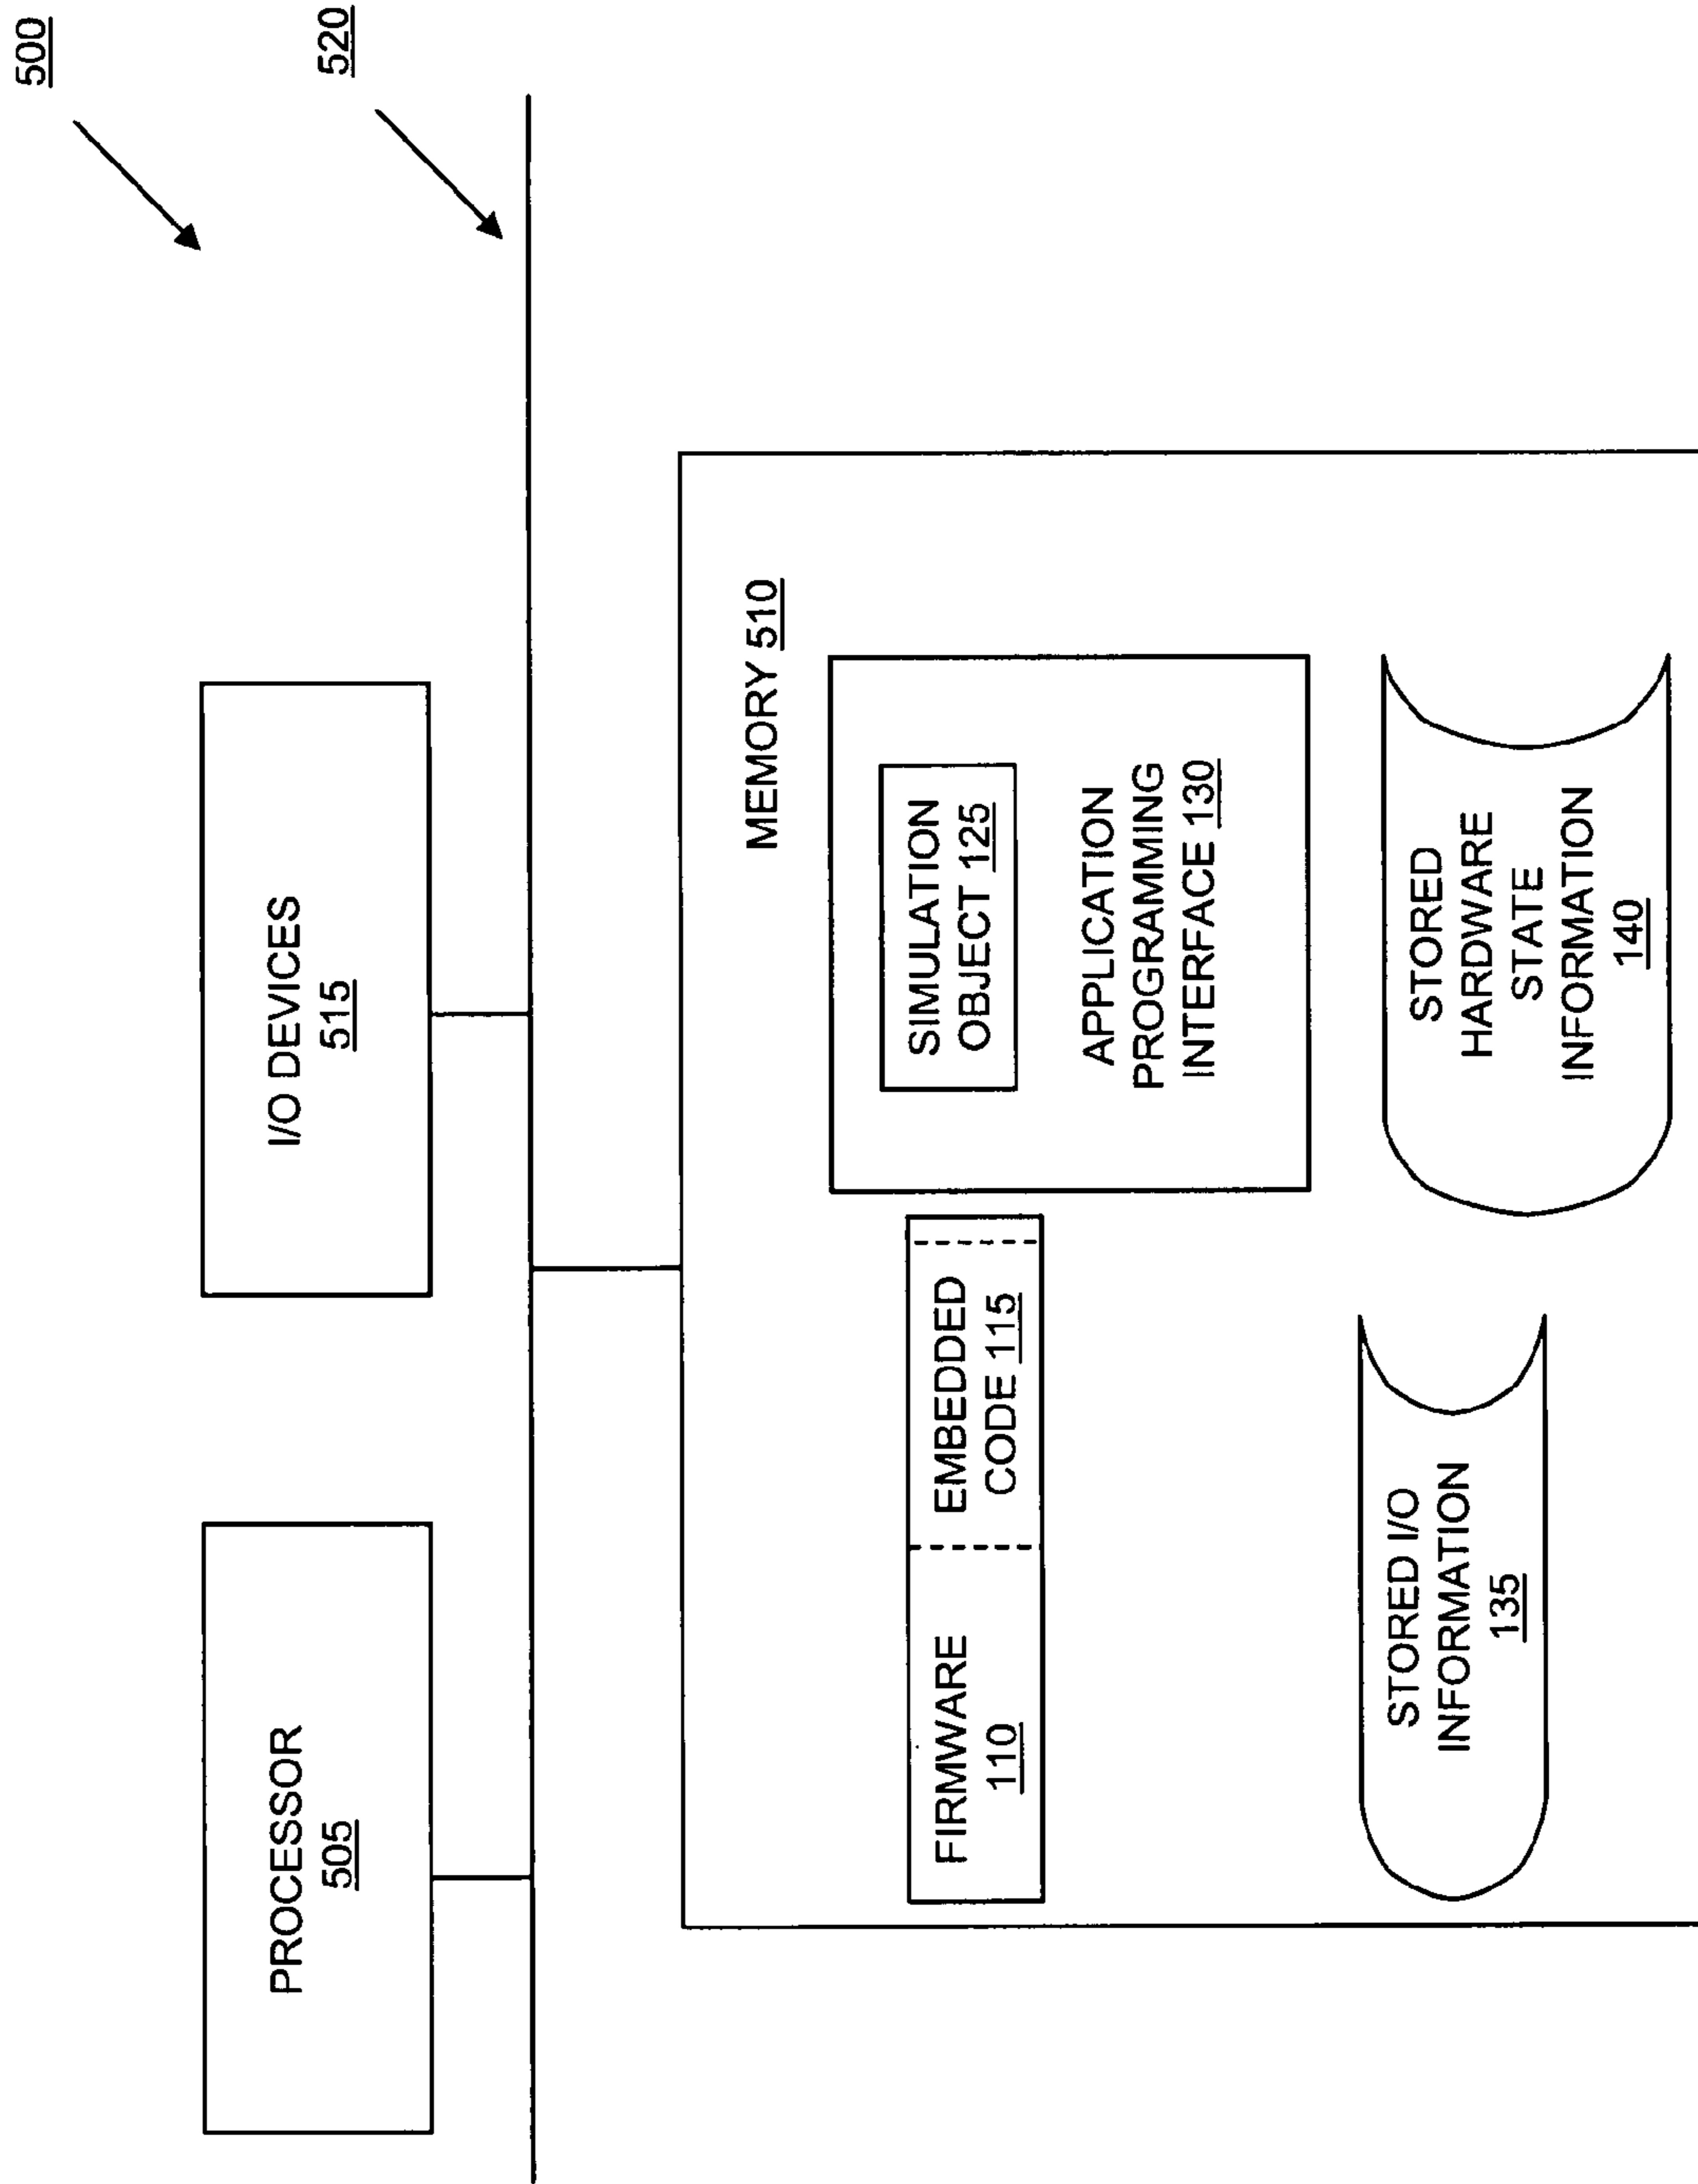 500
520
PROCESSOR
505
I/O DEVICES
515
MEMORY 510
FIRMWARE
110
EMBEDDED
CODE 115
SIMULATION
OBJECT 125
APPLICATION
PROGRAMMING
INTERFACE 130
STORED I/O
INFORMATION
135
STORED
HARDWARE
STATE
INFORMATION
140